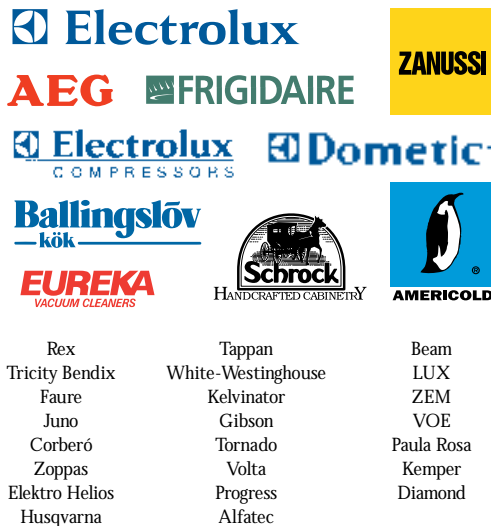 Electrolux
ZANUSSI
AEG
FRIGIDAIRE
Electrolux
COMPRESSORS
Dometic
Ballingslöv
kök
Schrock
HANDCRAFTED CABINETRY
EUREKA
VACUUM CLEANERS
®
AMERICOLD
Rex Tappan Beam
Tricity Bendix White-Westinghouse LUX
Faure Kelvinator ZEM
Juno Gibson VOE
Corberó Tornado Paula Rosa
Zoppas Volta Kemper
Elektro Helios Progress Diamond
Husqvarna Alfatec